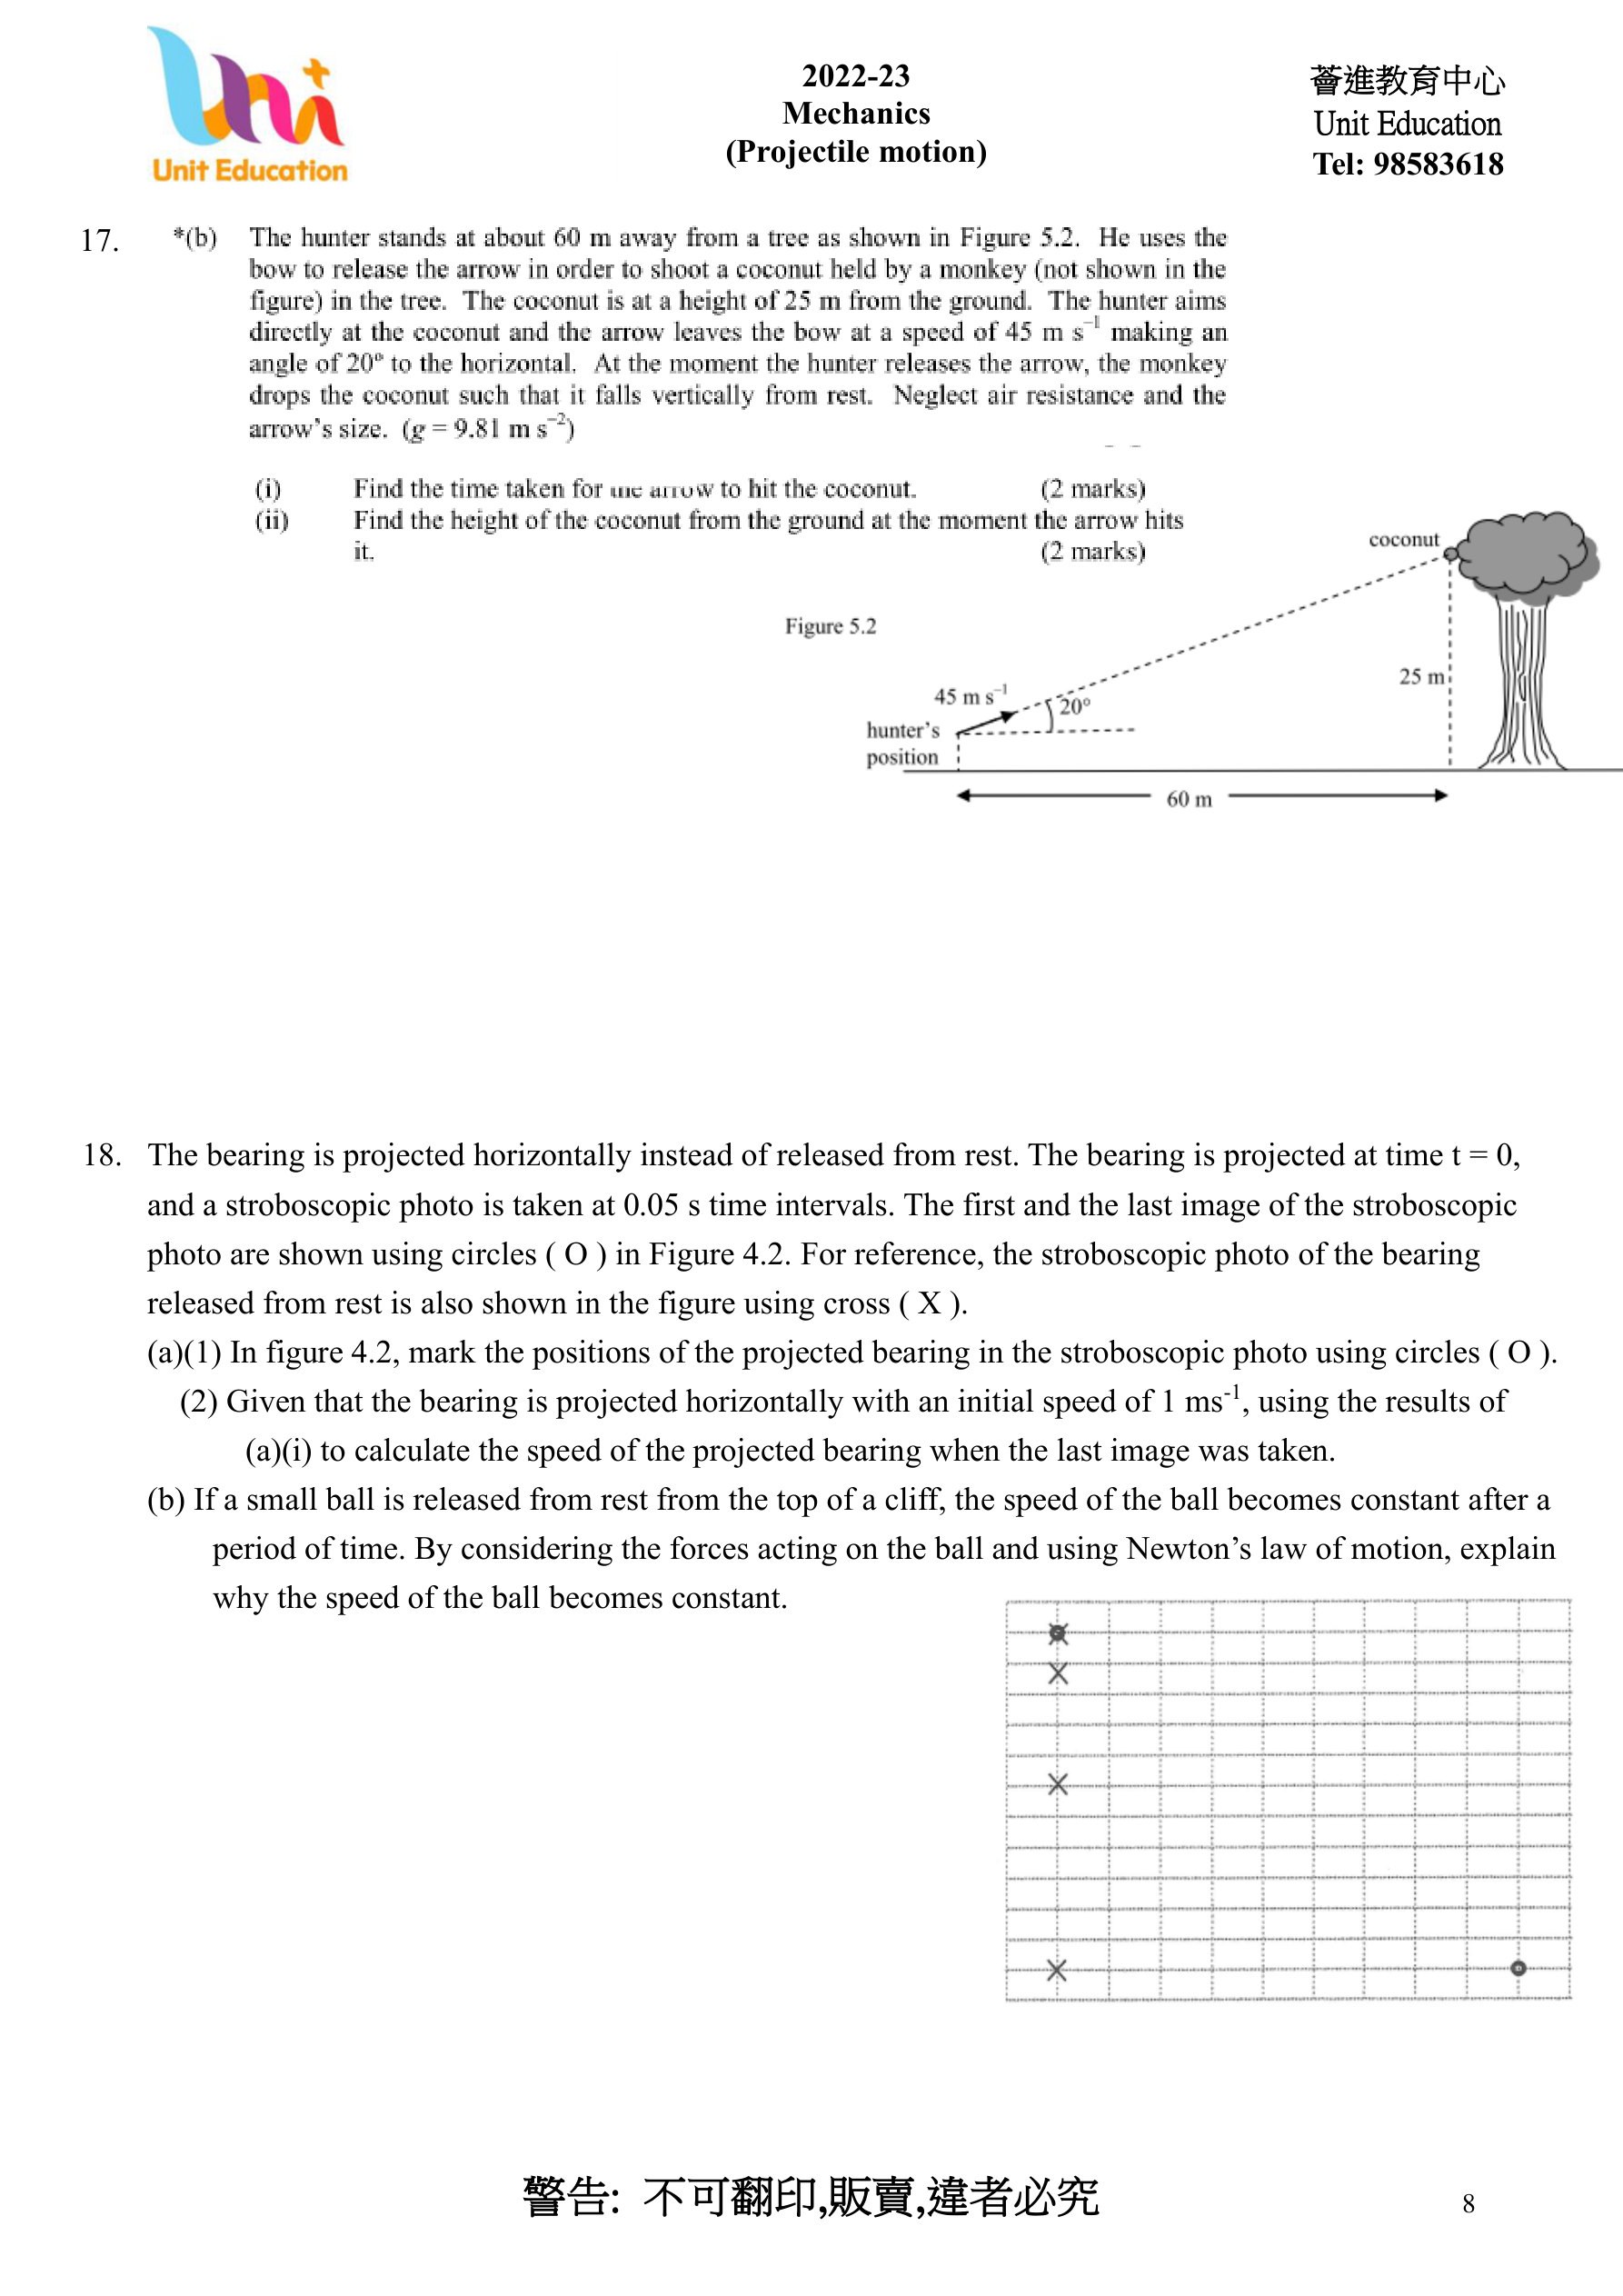 Unit Education
2022-23
Mechanics
(Projectile motion)
薈進教育中心
Unit Education
Tel: 98583618
17. *(b) The hunter stands at about 60 m away from a tree as shown in Figure 5.2. He uses the
bow to release the arrow in order to shoot a coconut held by a monkey (not shown in the
figure) in the tree. The coconut is at a height of 25 m from the ground. The hunter aims
directly at the coconut and the arrow leaves the bow at a speed of 45 m s⁻¹ making an
angle of 20° to the horizontal. At the moment the hunter releases the arrow, the monkey
drops the coconut such that it falls vertically from rest. Neglect air resistance and the
arrow's size. (g = 9.81 m s⁻²)
(i) Find the time taken for the arrow to hit the coconut. (2 marks)
(ii) Find the height of the coconut from the ground at the moment the arrow hits
it. (2 marks)
coconut
Figure 5.2
25 m
45 m s⁻¹
20°
hunter's
position
60 m
18. The bearing is projected horizontally instead of released from rest. The bearing is projected at time t = 0,
and a stroboscopic photo is taken at 0.05 s time intervals. The first and the last image of the stroboscopic
photo are shown using circles ( O ) in Figure 4.2. For reference, the stroboscopic photo of the bearing
released from rest is also shown in the figure using cross ( X ).
(a)(1) In figure 4.2, mark the positions of the projected bearing in the stroboscopic photo using circles ( O ).
(2) Given that the bearing is projected horizontally with an initial speed of 1 ms⁻¹, using the results of
(a)(i) to calculate the speed of the projected bearing when the last image was taken.
(b) If a small ball is released from rest from the top of a cliff, the speed of the ball becomes constant after a
period of time. By considering the forces acting on the ball and using Newton's law of motion, explain
why the speed of the ball becomes constant.
警告: 不可翻印,販賣,違者必究
8